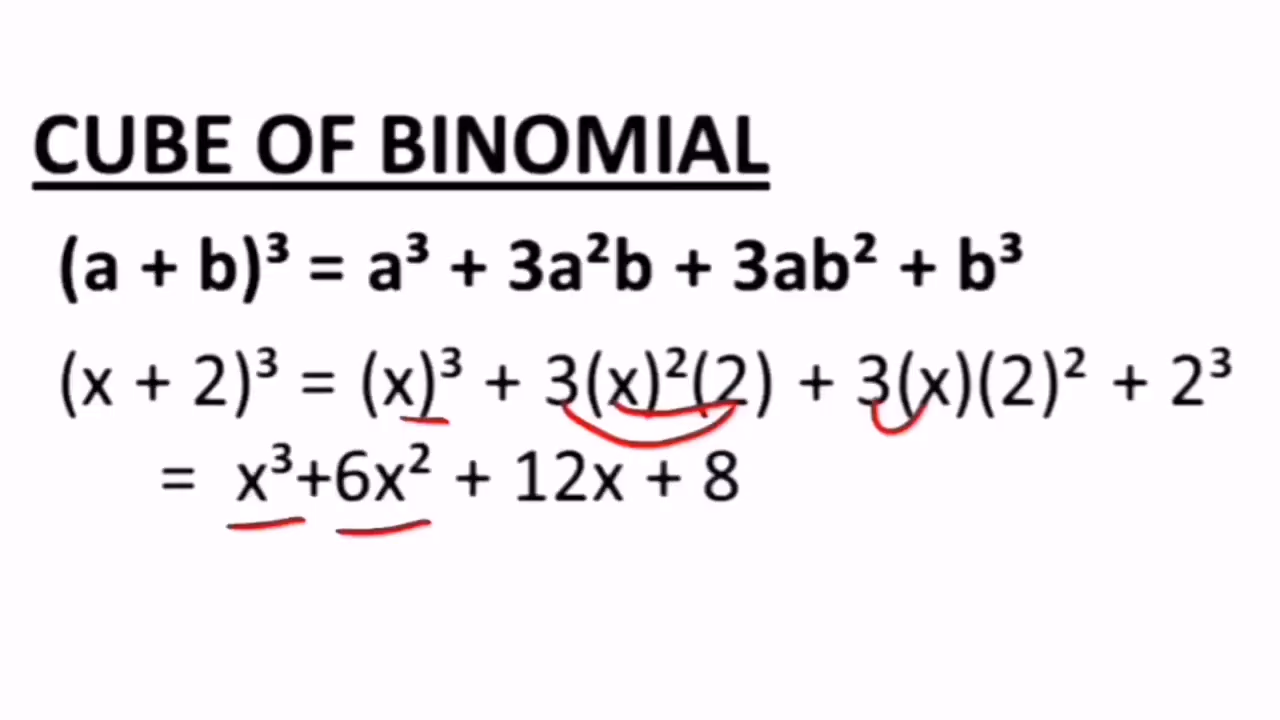 CUBE OF BINOMIAL
(a + b)³ = a³ + 3a²b + 3ab² + b³
(x + 2)³ = (x)³ + 3(x)²(2) + 3(x)(2)² + 2³
= x³+6x² + 12x + 8